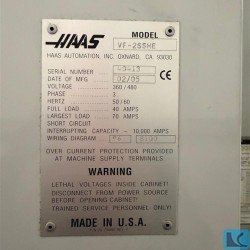 HAAS
MODEL
VF-2SSHE
HAAS AUTOMATION, INC. OXNARD, CA. 93030
SERIAL NUMBER
DATE OF MFG 02/05
VOLTAGE 360/480
PHASE 3
HERTZ 50/60
FULL LOAD 40 AMPS
LARGEST LOAD 70 AMPS
SHORT CIRCUIT
INTERRUPTING CAPACITY - 10,000 AMPS
WIRING DIAGRAM
OVER CURRENT PROTECTION PROVIDED
AT MACHINE SUPPLY TERMINALS
WARNING
LETHAL VOLTAGES INSIDE CABINET!
DISCONNECT FROM POWER SOURCE
BEFORE OPENING CABINET!
TRAINED SERVICE PERSONNEL ONLY!
MADE IN U.S.A.